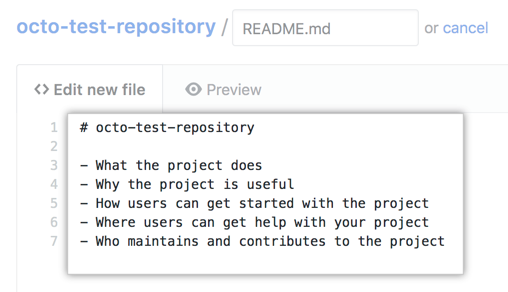 octo-test-repository / README.md or cancel
<> Edit new file Preview
1 # octo-test-repository
2
3 - What the project does
4 - Why the project is useful
5 - How users can get started with the project
6 - Where users can get help with your project
7 - Who maintains and contributes to the project